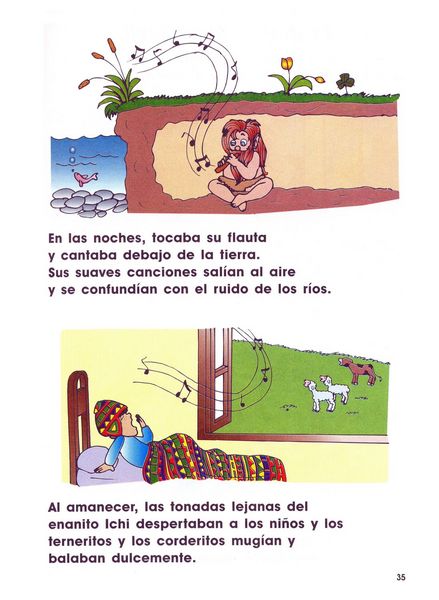 En las noches, tocaba su flauta
y cantaba debajo de la tierra.
Sus suaves canciones salían al aire
y se confundían con el ruido de los ríos.
Al amanecer, las tonadas lejanas del
enanito Ichi despertaban a los niños y los
terneritos y los corderitos mugían y
balaban dulcemente.
35